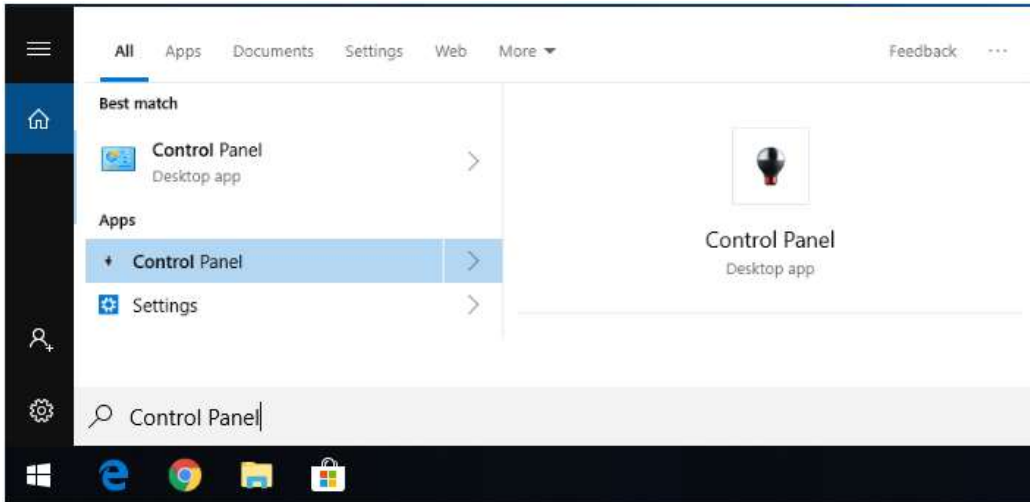 All Apps Documents Settings Web More Feedback ...
Best match
Control Panel
Desktop app
Apps
Control Panel
Settings
Control Panel
Desktop app
Control Panel